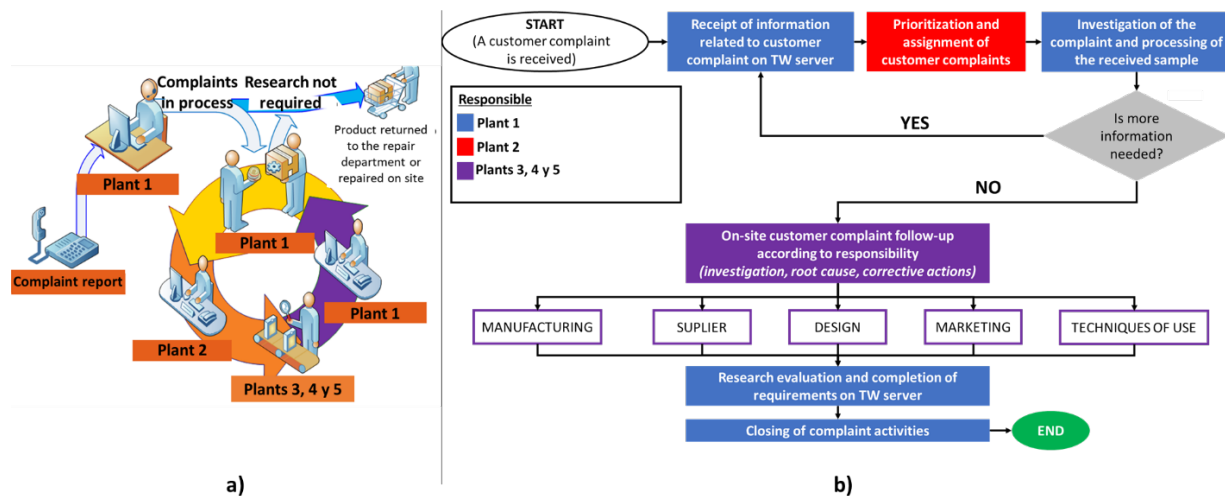 Complaints
in process
Research not
required
Product returned
to the repair
department or
repaired on site
Plant 1
Complaint report
Plant 1
Plant 1
Plant 2
Plants 3, 4 y 5
a)
START
(A customer complaint
is received)
Receipt of information
related to customer
complaint on TW server
Prioritization and
assignment of
customer complaints
Investigation of the
complaint and processing of
the received sample
Responsible
Plant 1
Plant 2
Plants 3, 4 y 5
YES
Is more
information
needed?
NO
On-site customer complaint follow-up
according to responsibility
(investigation, root cause, corrective actions)
MANUFACTURING
SUPLIER
DESIGN
MARKETING
TECHNIQUES OF USE
Research evaluation and completion of
requirements on TW server
Closing of complaint activities
END
b)